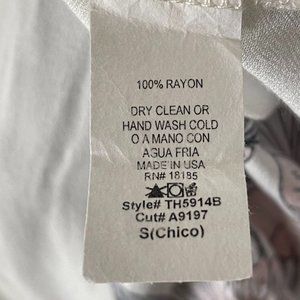 100% RAYON
DRY CLEAN OR
HAND WASH COLD
O A MANO CON
AGUA FRIA
MADE IN USA
RN# 18185
Style# TH5914B
Cut# A9197
S(Chico)